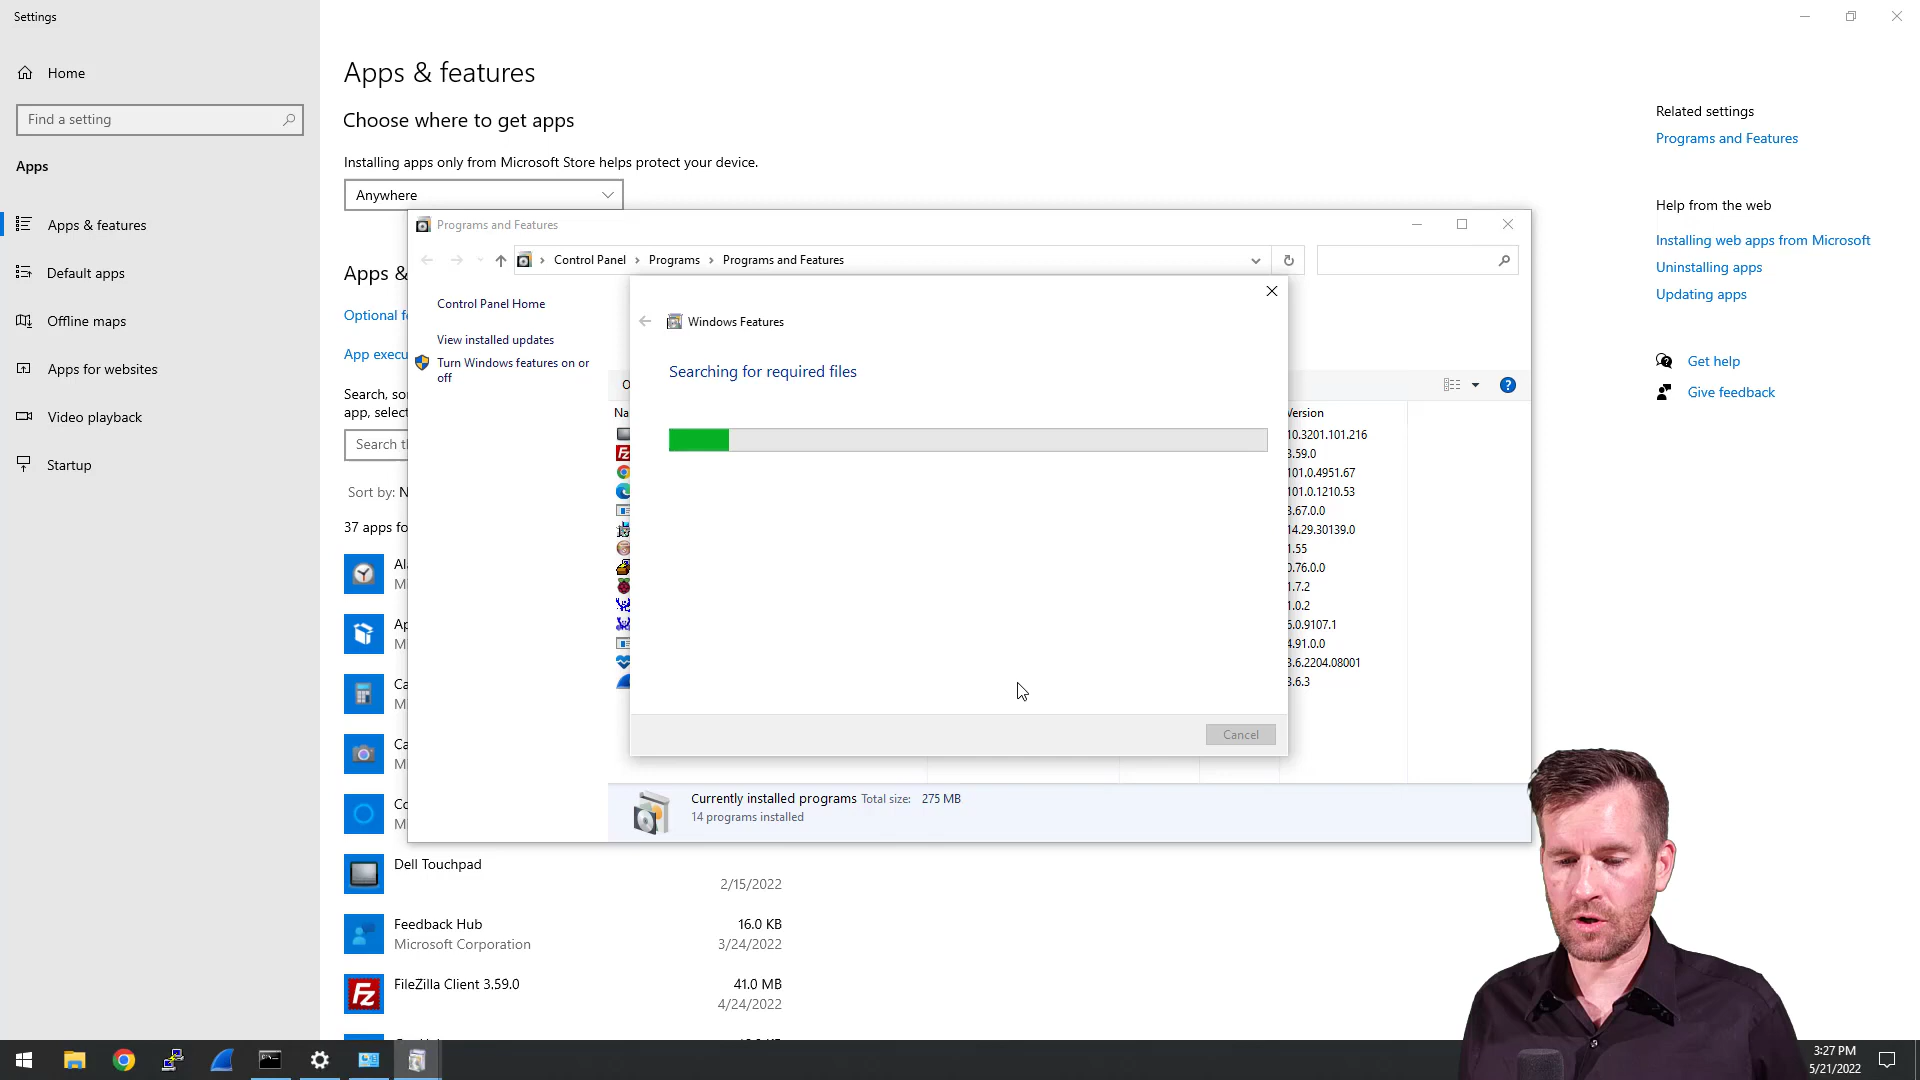 Settings
Home
Find a setting
Apps
Apps & features
Default apps
Offline maps
Apps for websites
Video playback
Startup
Apps & features
Choose where to get apps
Installing apps only from Microsoft Store helps protect your device.
Anywhere
Apps &
Optional
App
Search,
app,
Search
Sort by:
37 apps
Dell Touchpad
2/15/2022
Feedback Hub
16.0 KB
Microsoft Corporation
3/24/2022
FileZilla Client 3.59.0
41.0 MB
4/24/2022
Programs and Features
Control Panel
Programs
Programs and Features
Control Panel Home
View installed updates
Turn Windows features on or
off
Version
10.3201.101.216
3.59.0
101.0.4951.67
101.0.1210.53
3.67.0.0
14.29.30139.0
1.55
0.76.0.0
1.7.2
1.0.2
6.0.9107.1
4.91.0.0
3.6.2204.08001
3.6.3
Currently installed programs Total size: 275 MB
14 programs installed
Windows Features
Searching for required files
Cancel
Related settings
Programs and Features
Help from the web
Installing web apps from Microsoft
Uninstalling apps
Updating apps
Get help
Give feedback
3:27 PM
5/21/2022